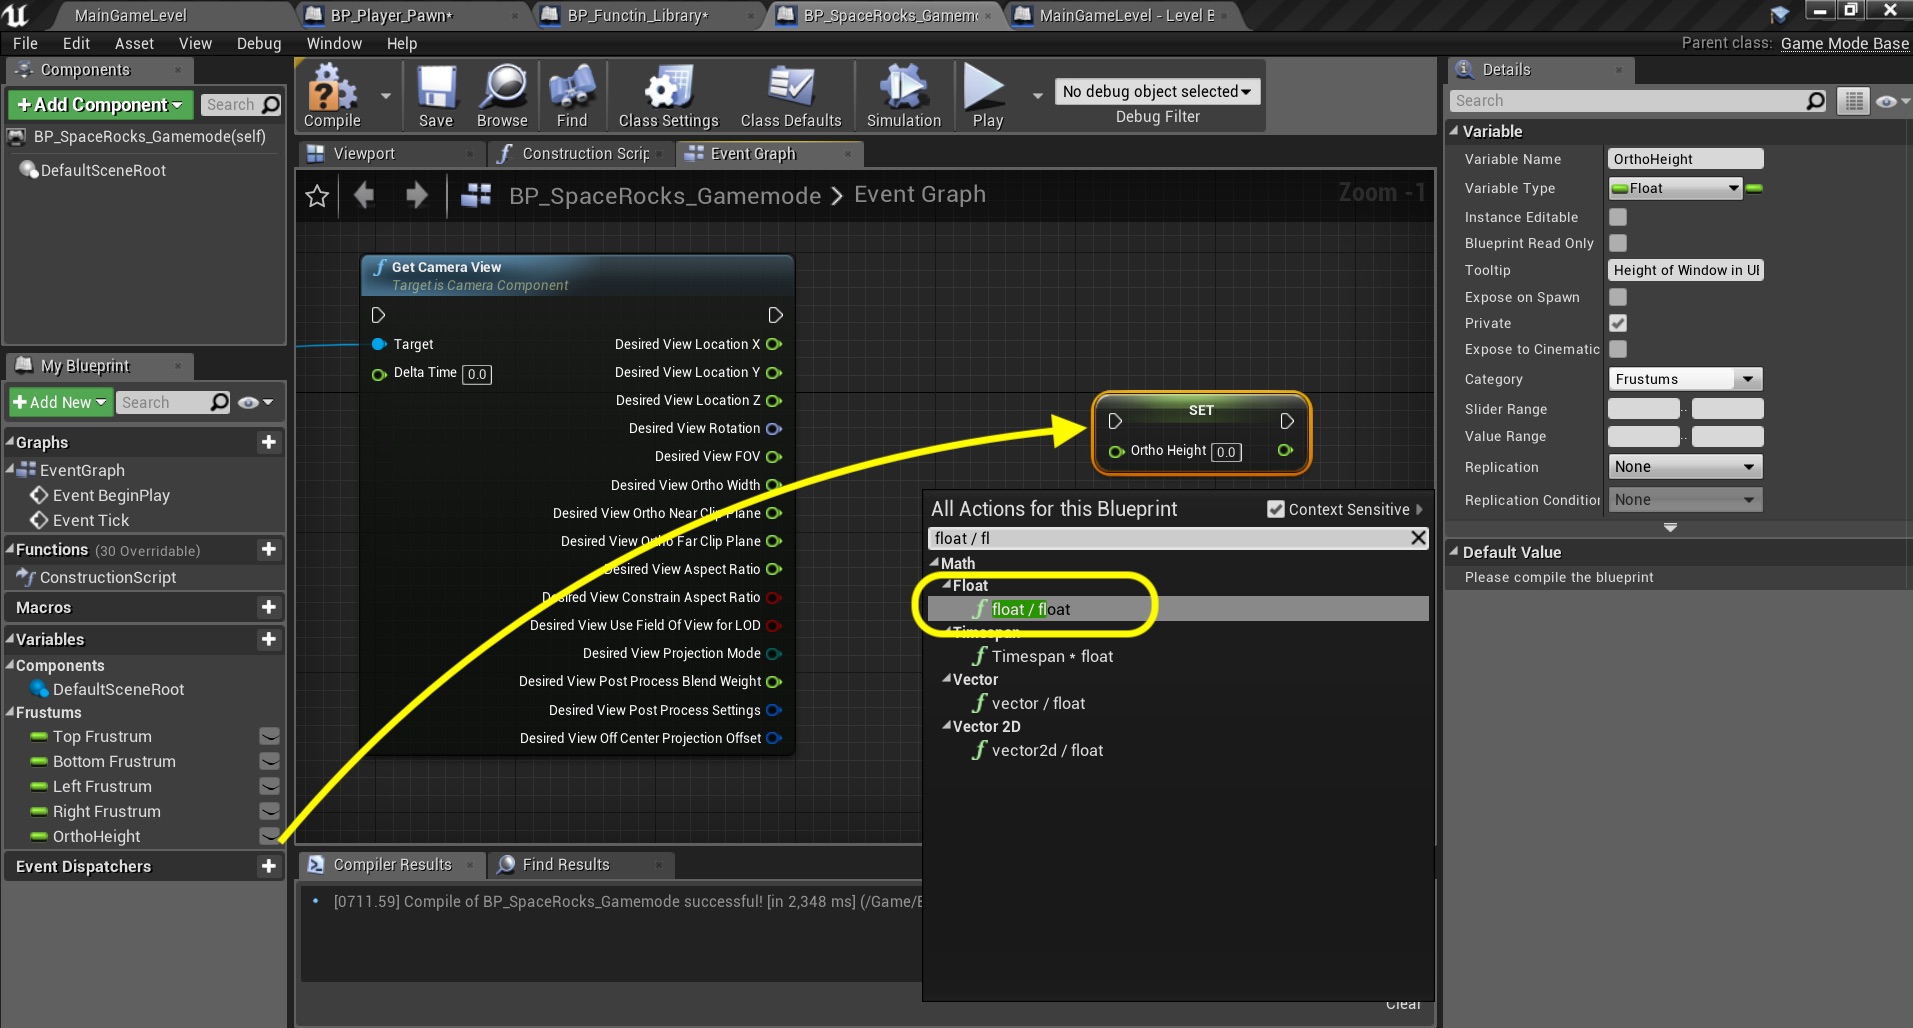 MainGameLevel
BP_Player_Pawn*
BP_Functin_Library*
BP_SpaceRocks_Gamem
MainGameLevel - Level B
File Edit Asset View Debug Window Help
Parent class: Game Mode Base
Components
Add Component
Search
BP_SpaceRocks_Gamemode(self)
DefaultSceneRoot
Compile
Save
Browse
Find
Class Settings
Class Defaults
Simulation
Play
No debug object selected
Debug Filter
Viewport
Construction Scrip
Event Graph
BP_SpaceRocks_Gamemode > Event Graph
Zoom -1
My Blueprint
Add New
Search
Graphs
EventGraph
Event BeginPlay
Event Tick
Functions (30 Overridable)
ConstructionScript
Macros
Variables
Components
DefaultSceneRoot
Frustums
Top Frustrum
Bottom Frustrum
Left Frustrum
Right Frustrum
OrthoHeight
Event Dispatchers
Get Camera View
Target is Camera Component
Target
Delta Time 0.0
Desired View Location X
Desired View Location Y
Desired View Location Z
Desired View Rotation
Desired View FOV
Desired View Ortho Width
Desired View Ortho Near Clip Plane
Desired View Ortho Far Clip Plane
Desired View Aspect Ratio
Desired View Constrain Aspect Ratio
Desired View Use Field Of View for LOD
Desired View Projection Mode
Desired View Post Process Blend Weight
Desired View Post Process Settings
Desired View Off Center Projection Offset
SET
Ortho Height 0.0
All Actions for this Blueprint
Context Sensitive
float / fl
Math
Float
float / float
Timespan
Timespan * float
Vector
vector / float
Vector 2D
vector2d / float
Compiler Results
Find Results
[0711.59] Compile of BP_SpaceRocks_Gamemode successful! [in 2,348 ms] (/Game/B
Clear
Details
Search
Variable
Variable Name OrthoHeight
Variable Type Float
Instance Editable
Blueprint Read Only
Tooltip Height of Window in UE
Expose on Spawn
Private
Expose to Cinematic
Category Frustums
Slider Range ..
Value Range ..
Replication None
Replication Condition None
Default Value
Please compile the blueprint